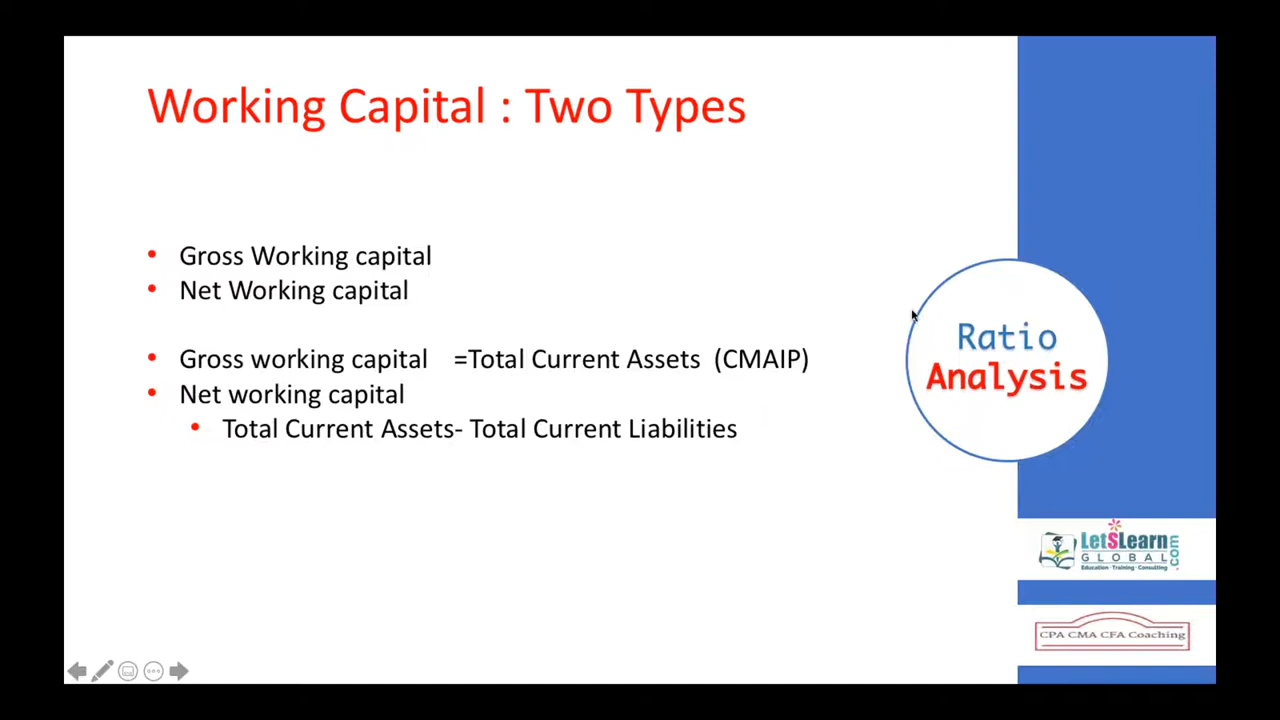 Working Capital : Two Types
• Gross Working capital
• Net Working capital
• Gross working capital =Total Current Assets (CMAIP)
• Net working capital
• Total Current Assets- Total Current Liabilities
Ratio
Analysis
LetSLearn
GLOBAL
.com
Education - Training - Consulting
CPA CMA CFA Coaching